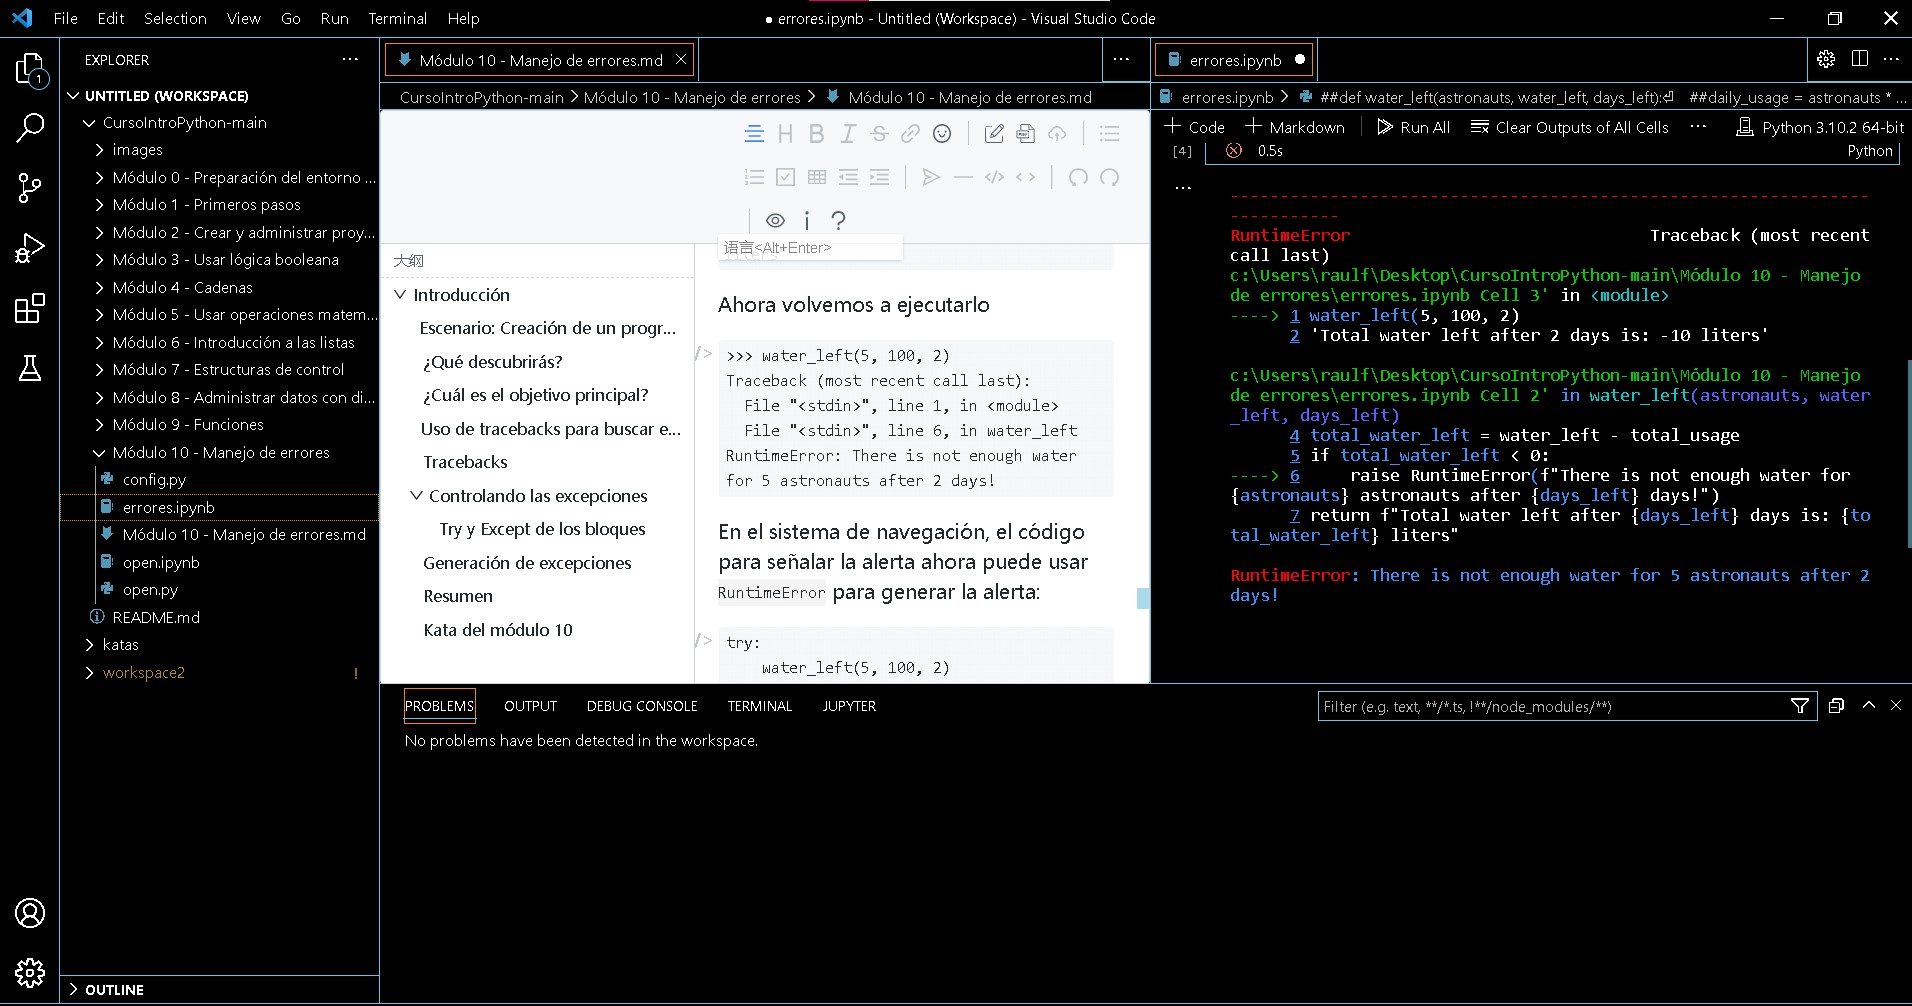 File Edit Selection View Go Run Terminal Help
● errores.ipynb - Untitled (Workspace) - Visual Studio Code
1
EXPLORER
UNTITLED (WORKSPACE)
CursoIntroPython-main
images
Módulo 0 - Preparación del entorno ...
Módulo 1 - Primeros pasos
Módulo 2 - Crear y administrar proy...
Módulo 3 - Usar lógica booleana
Módulo 4 - Cadenas
Módulo 5 - Usar operaciones matem...
Módulo 6 - Introducción a las listas
Módulo 7 - Estructuras de control
Módulo 8 - Administrar datos con di...
Módulo 9 - Funciones
Módulo 10 - Manejo de errores
config.py
errores.ipynb
Módulo 10 - Manejo de errores.md
open.ipynb
open.py
README.md
katas
workspace2 !
OUTLINE
Módulo 10 - Manejo de errores.md
CursoIntroPython-main > Módulo 10 - Manejo de errores > Módulo 10 - Manejo de errores.md
语言<Alt+Enter>
大纲
Introducción
Escenario: Creación de un progr...
¿Qué descubrirás?
¿Cuál es el objetivo principal?
Uso de tracebacks para buscar e...
Tracebacks
Controlando las excepciones
Try y Except de los bloques
Generación de excepciones
Resumen
Kata del módulo 10
liters
Ahora volvemos a ejecutarlo
>>> water_left(5, 100, 2)
Traceback (most recent call last):
File "<stdin>", line 1, in <module>
File "<stdin>", line 6, in water_left
RuntimeError: There is not enough water
for 5 astronauts after 2 days!
En el sistema de navegación, el código
para señalar la alerta ahora puede usar
RuntimeError para generar la alerta:
try:
water_left(5, 100, 2)
errores.ipynb
errores.ipynb > ##def water_left(astronauts, water_left, days_left):⏎ ##daily_usage = astronauts * ...
+ Code + Markdown Run All Clear Outputs of All Cells ... Python 3.10.2 64-bit
[4] 0.5s Python
...
---------------------------------------------------------------------------
RuntimeError Traceback (most recent
call last)
c:\Users\raulf\Desktop\CursoIntroPython-main\Módulo 10 - Manejo
de errores\errores.ipynb Cell 3' in <module>
----> 1 water_left(5, 100, 2)
2 'Total water left after 2 days is: -10 liters'
c:\Users\raulf\Desktop\CursoIntroPython-main\Módulo 10 - Manejo
de errores\errores.ipynb Cell 2' in water_left(astronauts, water
_left, days_left)
4 total_water_left = water_left - total_usage
5 if total_water_left < 0:
----> 6 raise RuntimeError(f"There is not enough water for
{astronauts} astronauts after {days_left} days!")
7 return f"Total water left after {days_left} days is: {to
tal_water_left} liters"
RuntimeError: There is not enough water for 5 astronauts after 2
days!
PROBLEMS OUTPUT DEBUG CONSOLE TERMINAL JUPYTER
Filter (e.g. text, **/*.ts, !**/node_modules/**)
No problems have been detected in the workspace.